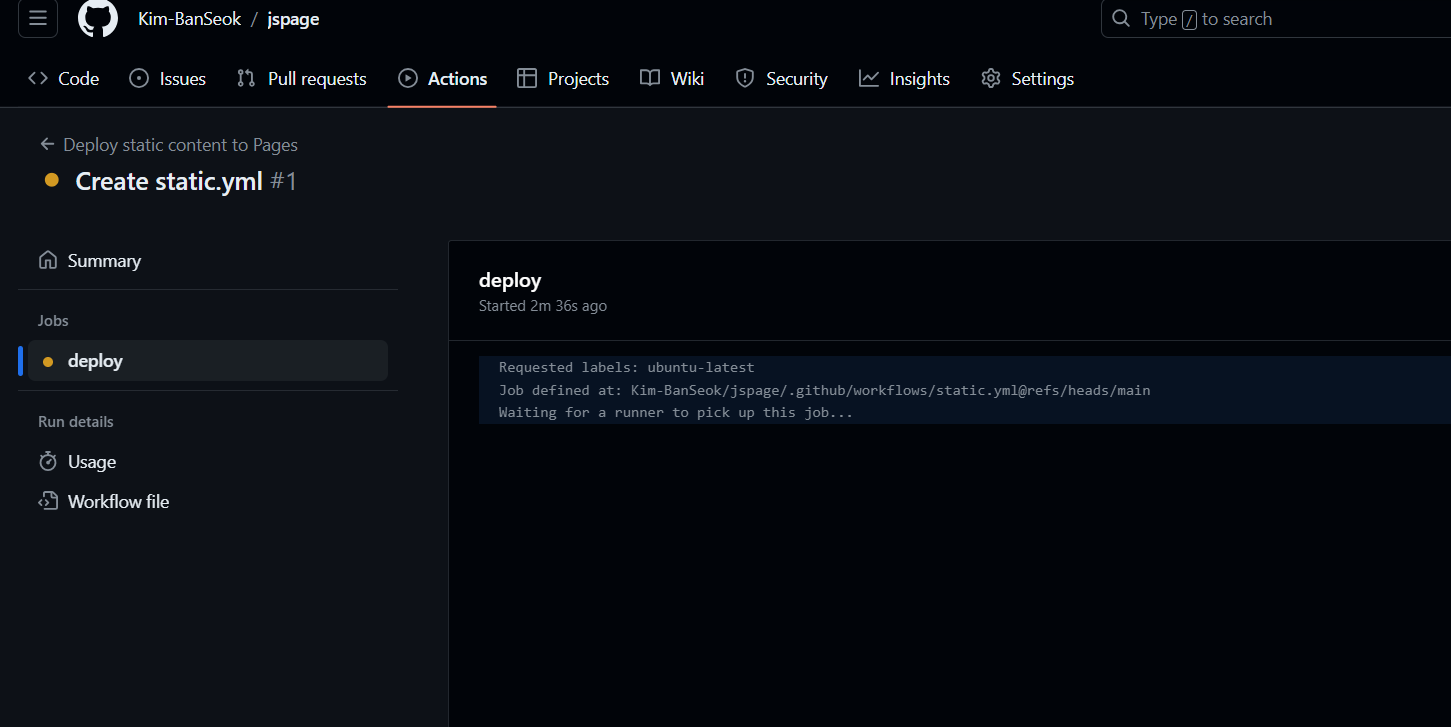 Kim-BanSeok / jspage
Type / to search
Code Issues Pull requests Actions Projects Wiki Security Insights Settings
← Deploy static content to Pages
Create static.yml #1
Summary
Jobs
deploy
Run details
Usage
Workflow file
deploy
Started 2m 36s ago
Requested labels: ubuntu-latest
Job defined at: Kim-BanSeok/jspage/.github/workflows/static.yml@refs/heads/main
Waiting for a runner to pick up this job...